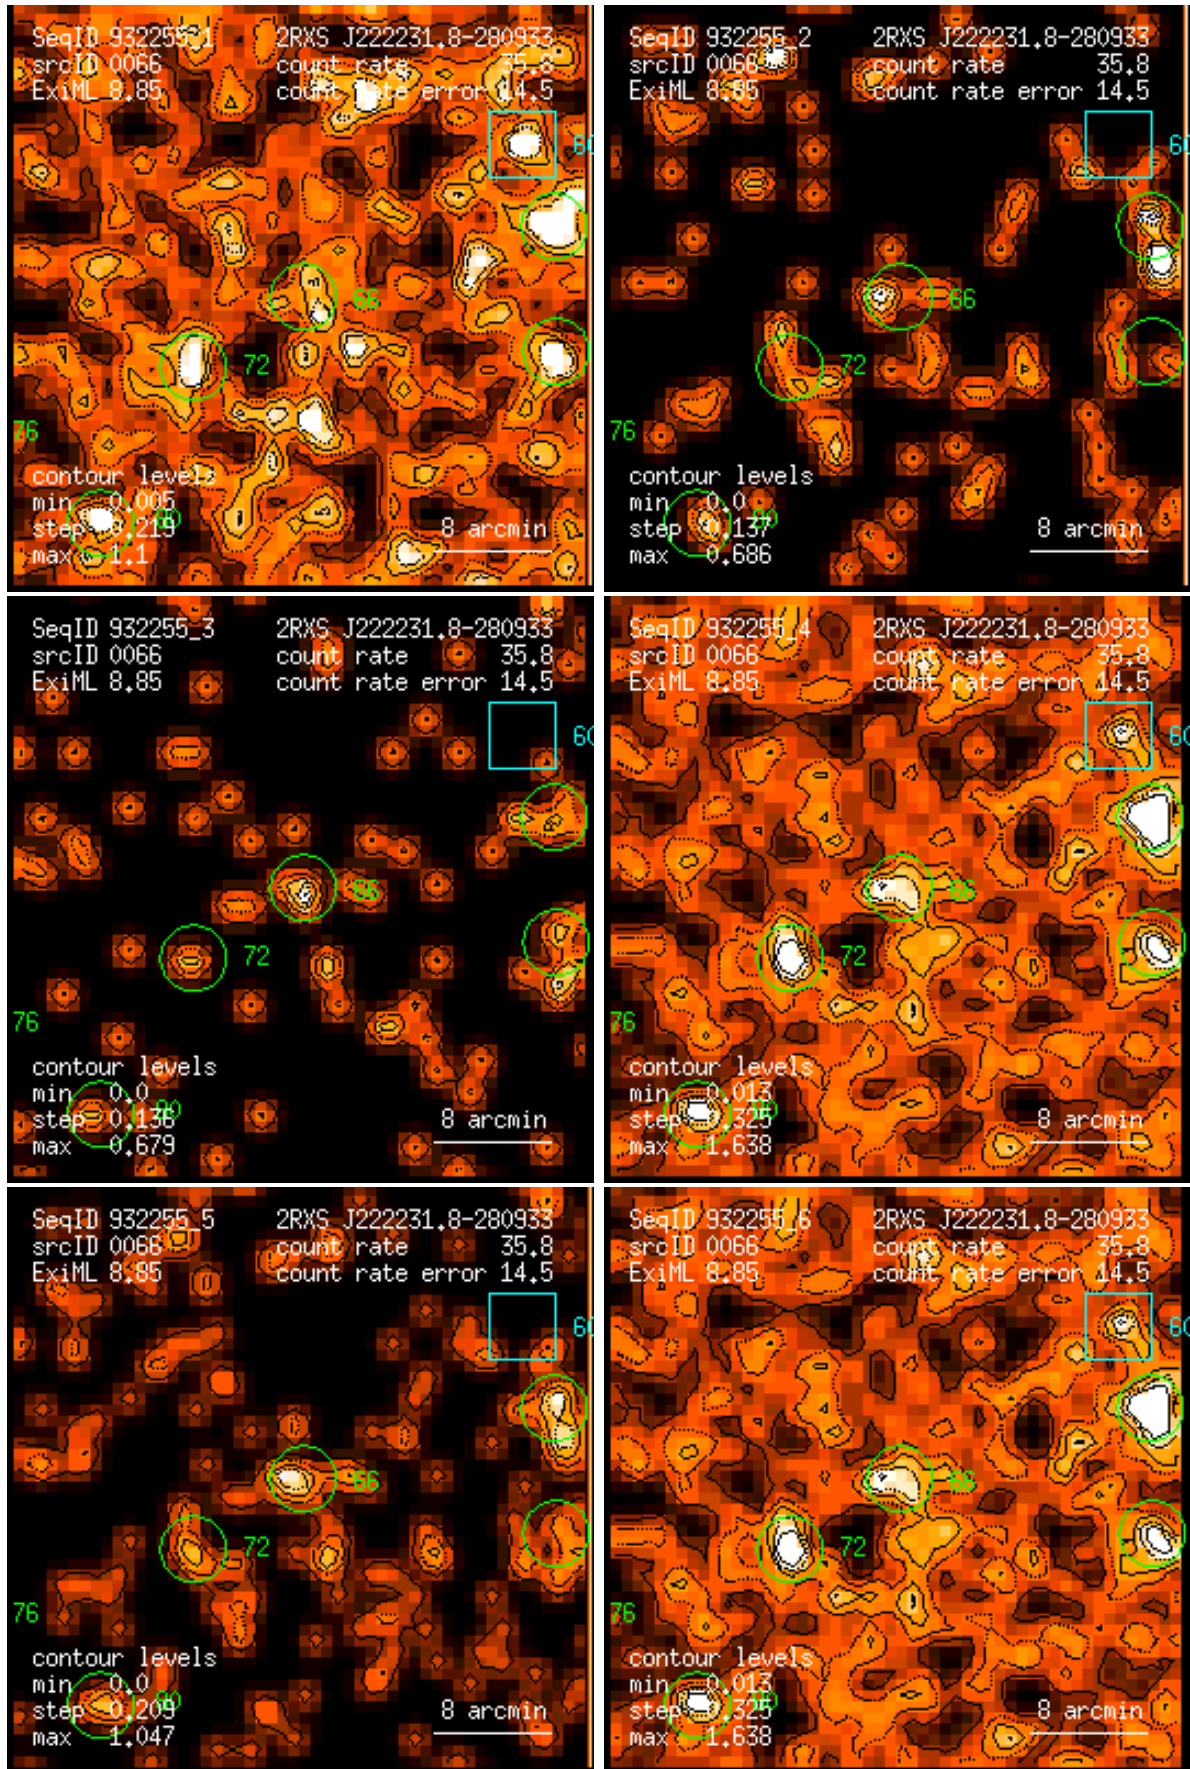 SeqID 932255_1 2RXS J222231.8-280933
srcID 0066 count rate 35.8
ExiML 8.85 count rate error 14.5
60
66
72
76
contour levels
min 0.005
80
step 0.219
8 arcmin
max 1.1
SeqID 932255_2 2RXS J222231.8-280933
srcID 0066 count rate 35.8
ExiML 8.85 count rate error 14.5
60
66
72
76
contour levels
min 0.0
80
step 0.137
8 arcmin
max 0.686
SeqID 932255_3 2RXS J222231.8-280933
srcID 0066 count rate 35.8
ExiML 8.85 count rate error 14.5
60
66
72
76
contour levels
min 0.0
80
step 0.136
8 arcmin
max 0.679
SeqID 932255_4 2RXS J222231.8-280933
srcID 0066 count rate 35.8
ExiML 8.85 count rate error 14.5
60
66
72
76
contour levels
min 0.013
80
step 0.325
8 arcmin
max 1.638
SeqID 932255_5 2RXS J222231.8-280933
srcID 0066 count rate 35.8
ExiML 8.85 count rate error 14.5
60
66
72
76
contour levels
min 0.0
80
step 0.209
8 arcmin
max 1.047
SeqID 932255_6 2RXS J222231.8-280933
srcID 0066 count rate 35.8
ExiML 8.85 count rate error 14.5
60
66
72
76
contour levels
min 0.013
80
step 0.325
8 arcmin
max 1.638